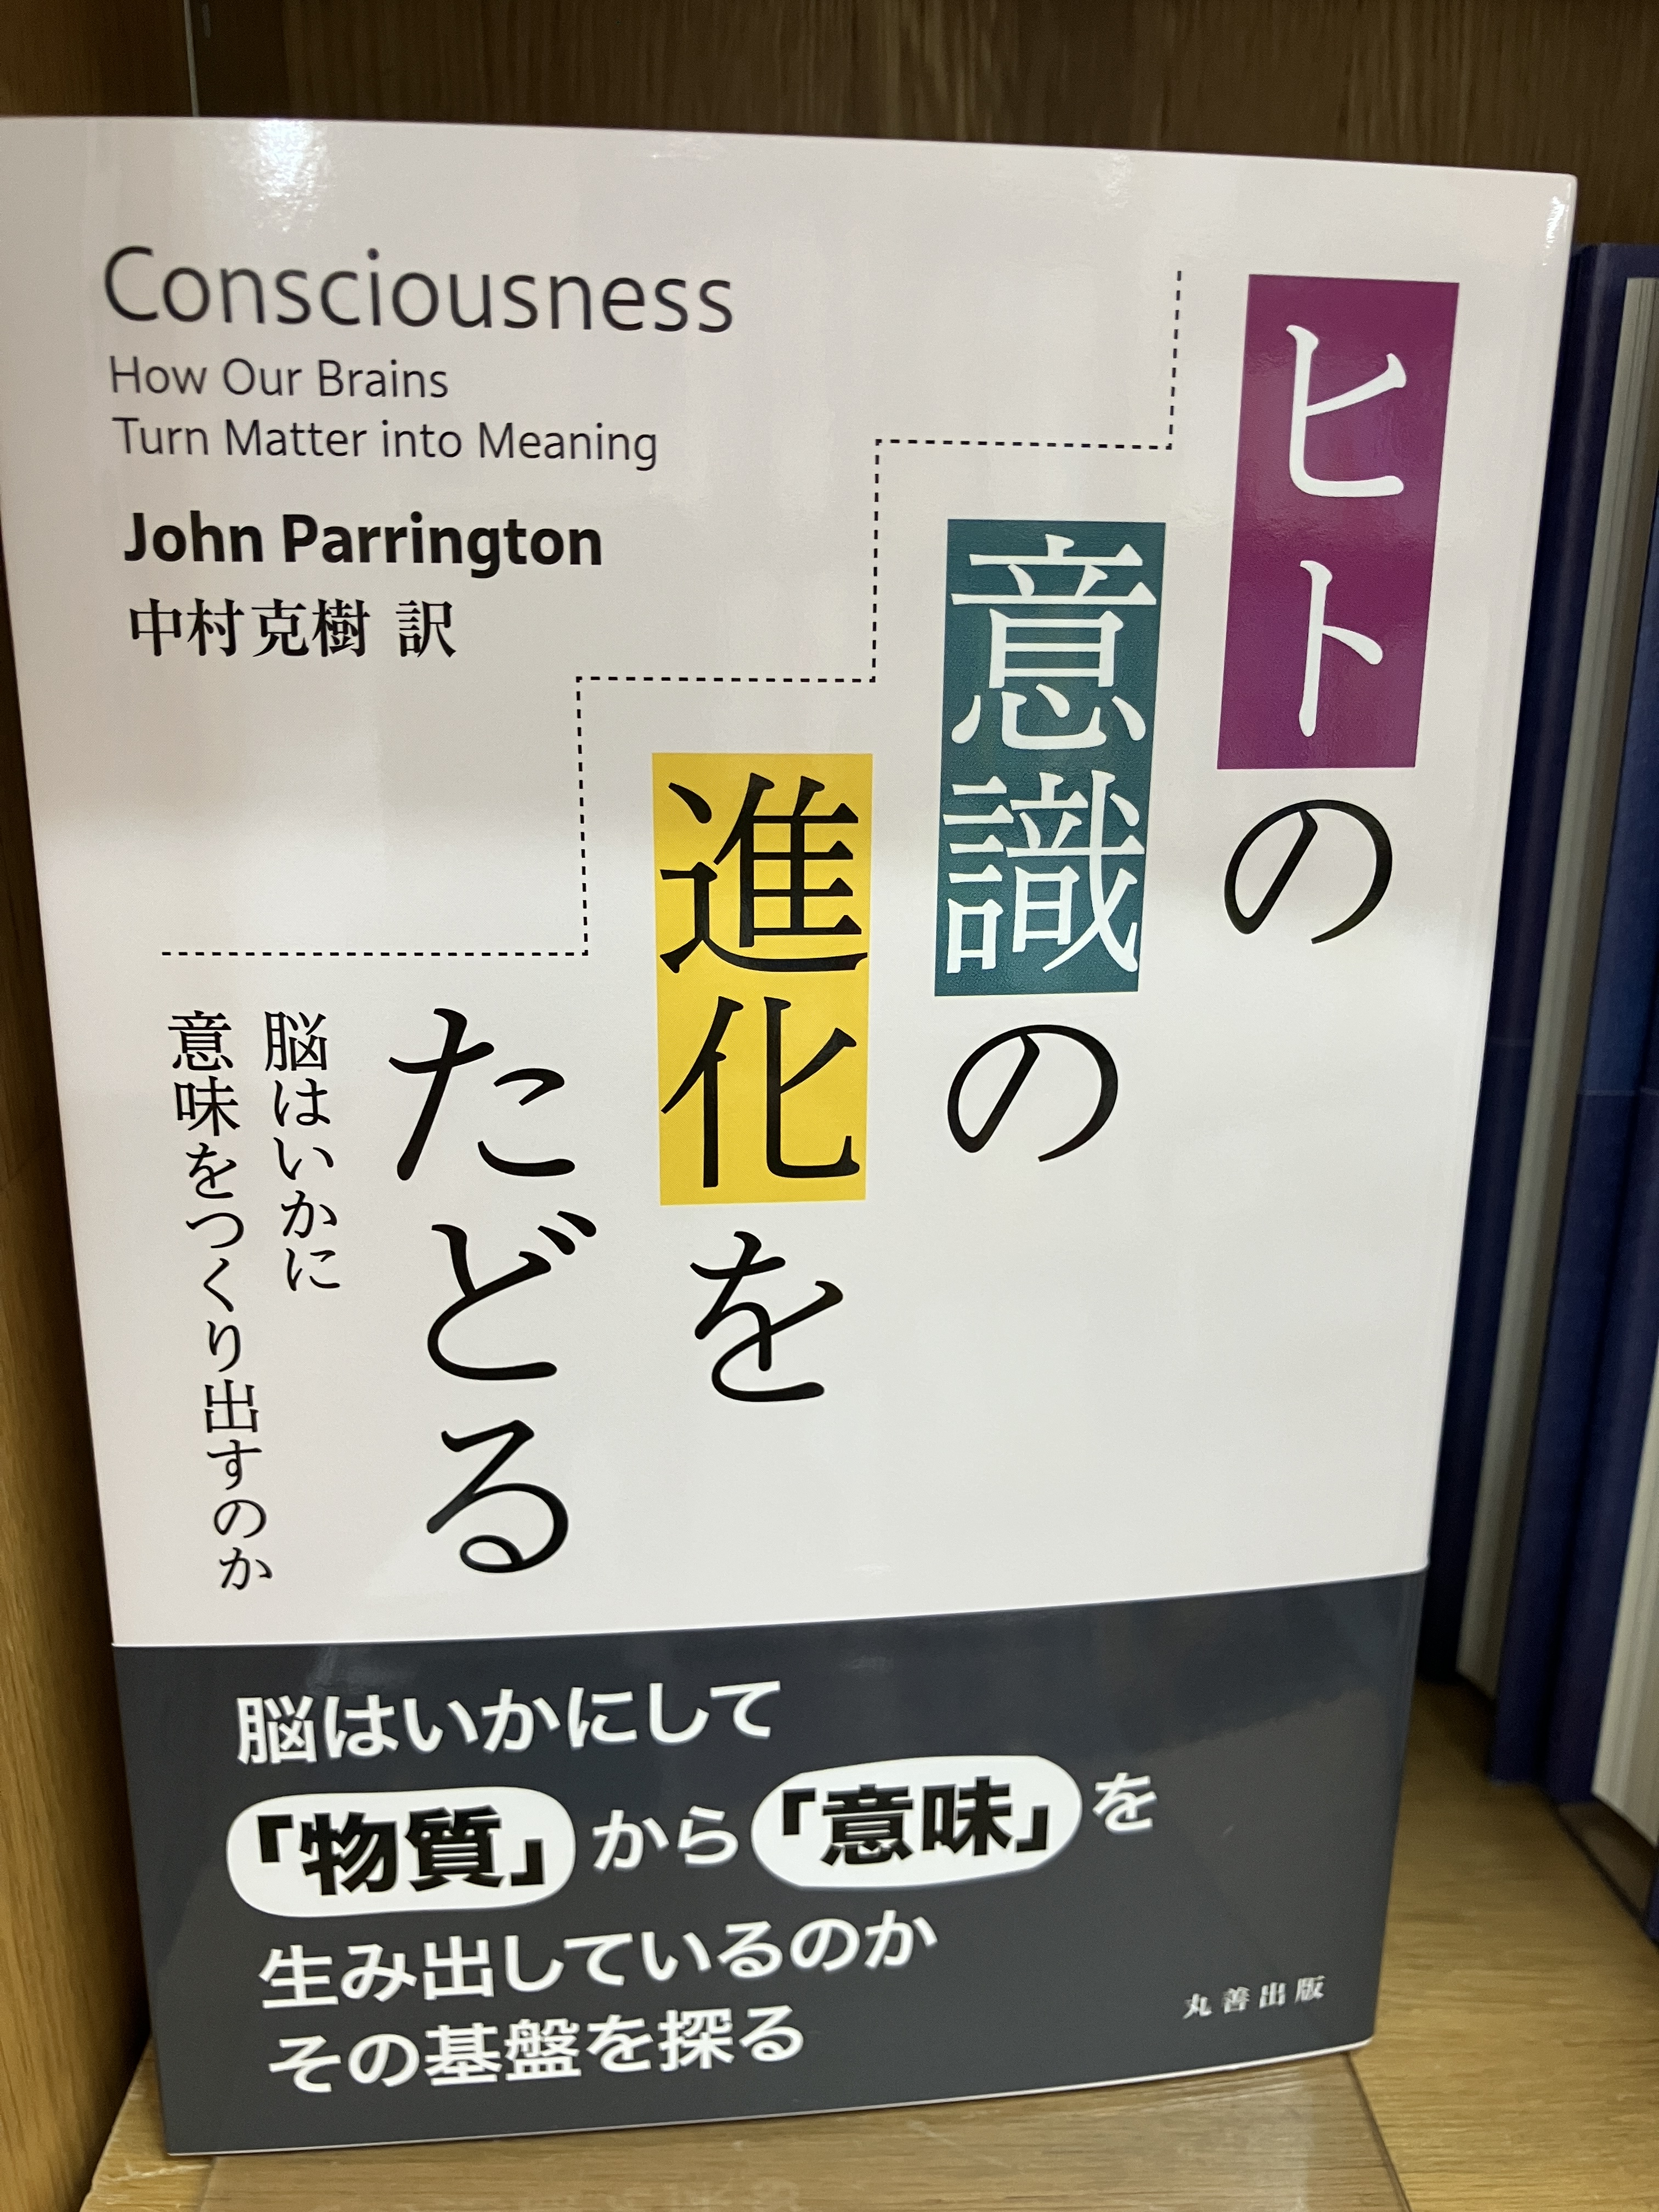 Consciousness
How Our Brains
Turn Matter into Meaning
John Parrington
中村克樹 訳
ヒトの
意識の
進化を
たどる
脳はいかに
意味をつくり出すのか
脳はいかにして
「物質」から「意味」を
生み出しているのか
その基盤を探る
丸善出版